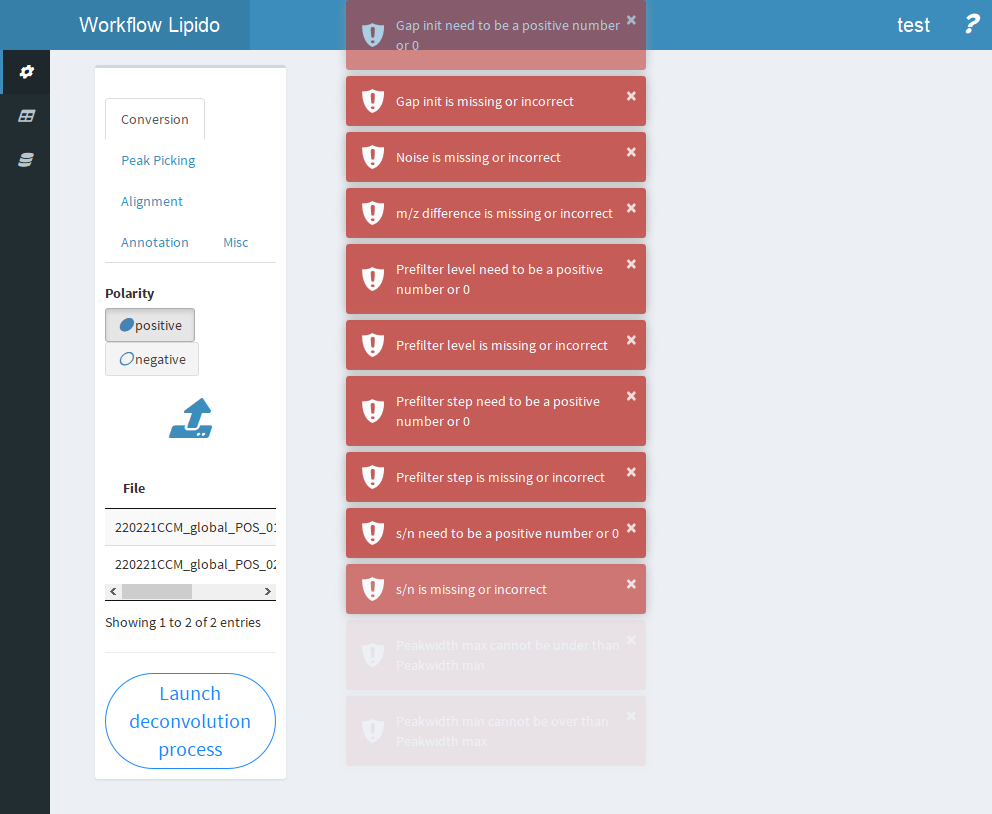 Workflow Lipido
test
?
Conversion
Peak Picking
Alignment
Annotation
Misc
Polarity
positive
negative
File
220221CCM_global_POS_01
220221CCM_global_POS_02
Showing 1 to 2 of 2 entries
Launch
deconvolution
process
Gap init need to be a positive number
or 0
×
Gap init is missing or incorrect
×
Noise is missing or incorrect
×
m/z difference is missing or incorrect
×
Prefilter level need to be a positive
number or 0
×
Prefilter level is missing or incorrect
×
Prefilter step need to be a positive
number or 0
×
Prefilter step is missing or incorrect
×
s/n need to be a positive number or 0
×
s/n is missing or incorrect
×
Peakwidth max cannot be under than
Peakwidth min
×
Peakwidth min cannot be over than
Peakwidth max
×